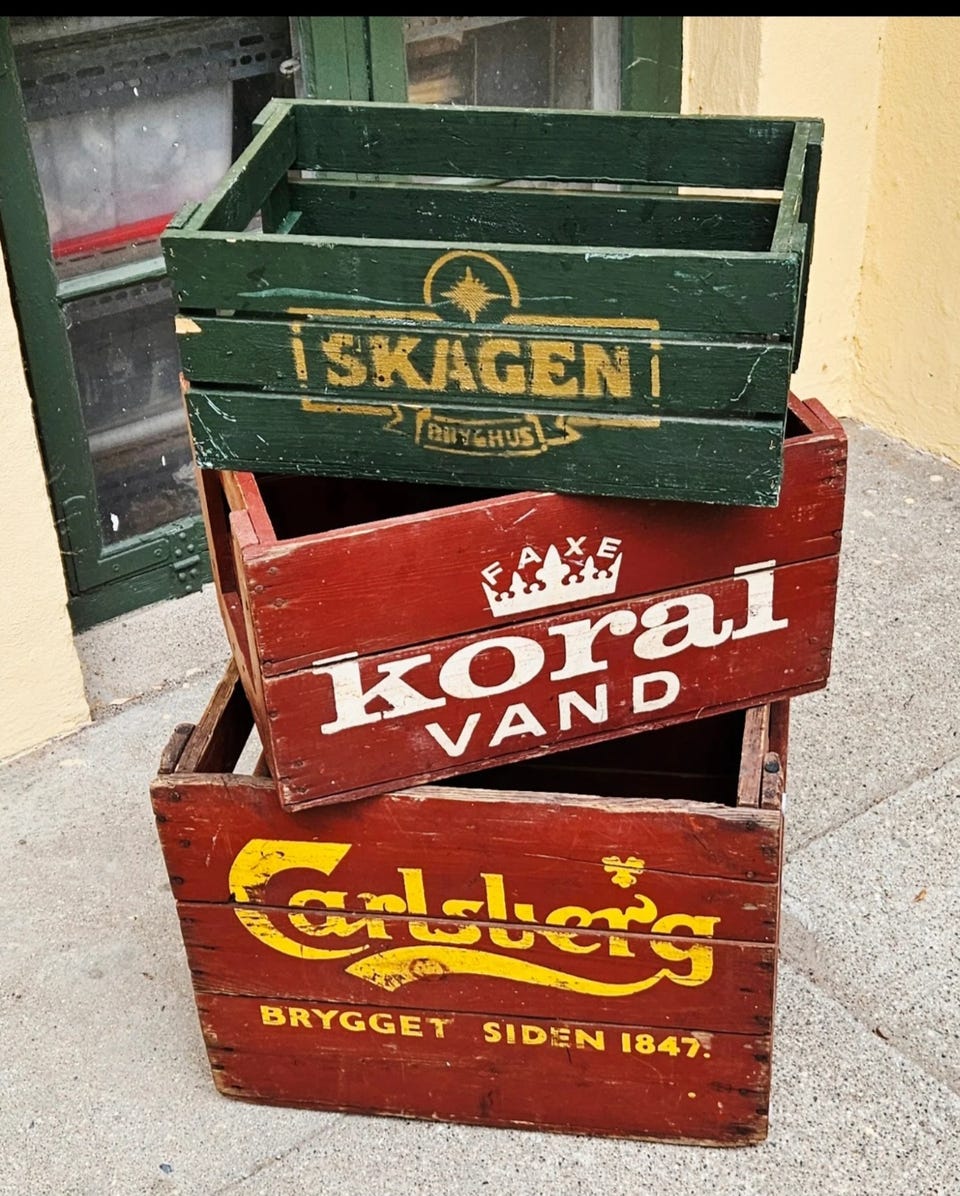 SKAGEN
BRYGHUS
FAXE
koral
VAND
Carlsberg
BRYGGET SIDEN 1847.